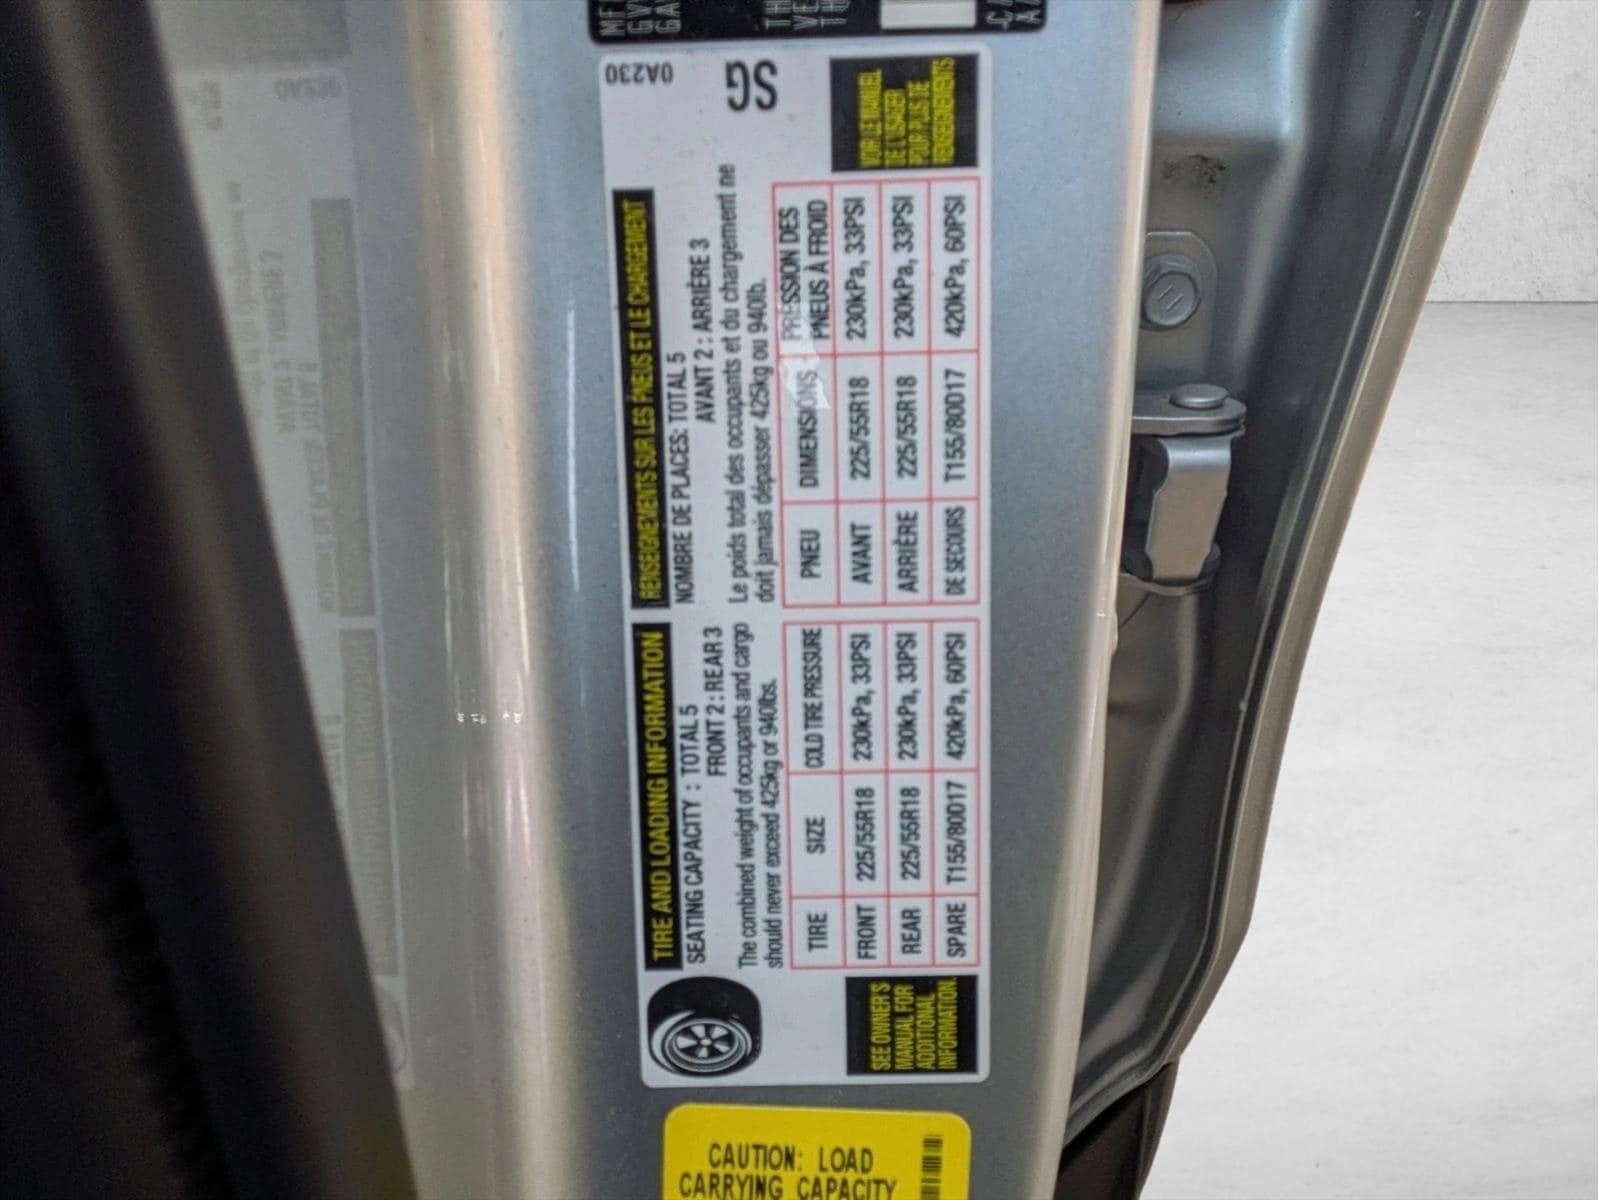 TIRE AND LOADING INFORMATION
SEATING CAPACITY : TOTAL 5
FRONT 2 : REAR 3
The combined weight of occupants and cargo
should never exceed 425kg or 940lbs.
TIRE SIZE COLD TIRE PRESSURE
FRONT 225/55R18 230kPa, 33PSI
REAR 225/55R18 230kPa, 33PSI
SPARE T155/80D17 420kPa, 60PSI
SEE OWNER'S
MANUAL FOR
ADDITIONAL
INFORMATION.
RENSEIGNEMENTS SUR LES PNEUS ET LE CHARGEMENT
NOMBRE DE PLACES: TOTAL 5
AVANT 2 : ARRIÈRE 3
Le poids total des occupants et du chargement ne
doit jamais dépasser 425kg ou 940lb.
PNEU DIMENSIONS PRESSION DES
PNEUS À FROID
AVANT 225/55R18 230kPa, 33PSI
ARRIÈRE 225/55R18 230kPa, 33PSI
DE SECOURS T155/80D17 420kPa, 60PSI
VOIR LE MANUEL
DE L'USAGER
POUR PLUS DE
RENSEIGNEMENTS
0A230
SG
CAUTION: LOAD
CARRYING CAPACITY